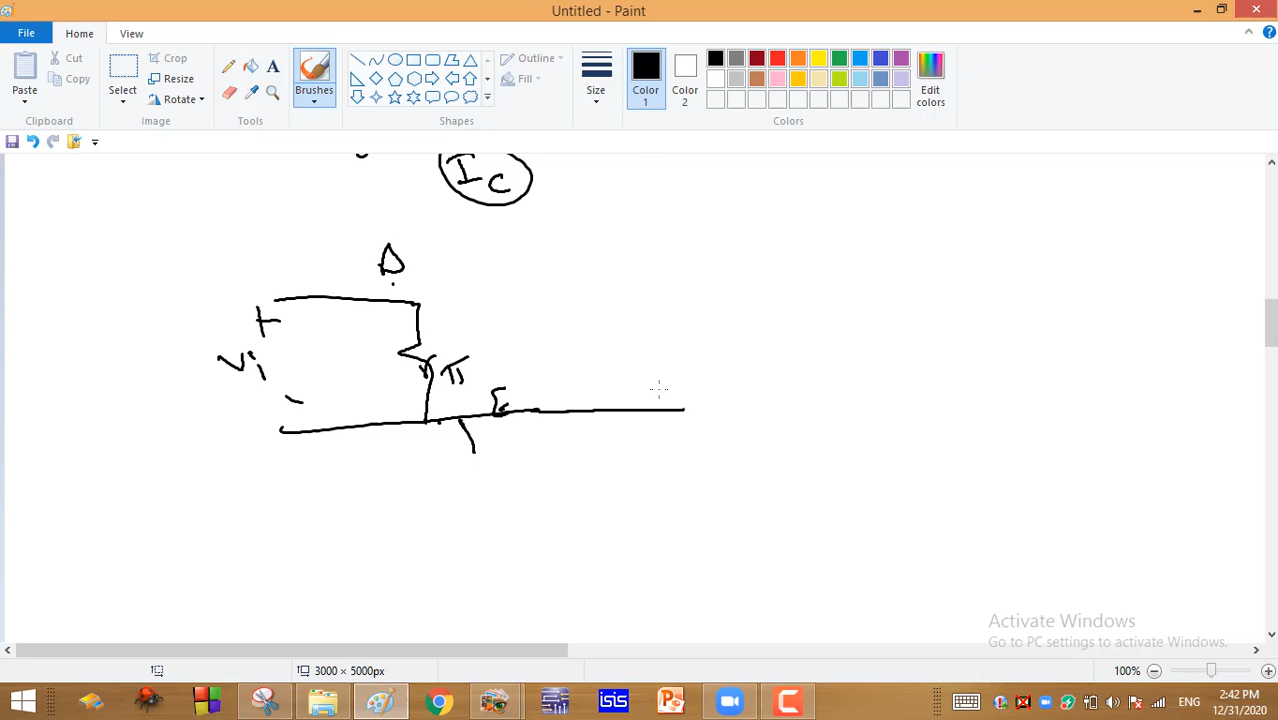 Untitled - Paint
File
Home
View
Paste
Cut
Copy
Clipboard
Select
Crop
Resize
Rotate
Image
Tools
Brushes
Outline
Fill
Shapes
Size
Color 1
Color 2
Edit colors
Colors
I C
+
Vi
rπ
E
-
Activate Windows
Go to PC settings to activate Windows.
3000 × 5000px
100%
isis
ENG
2:42 PM
12/31/2020